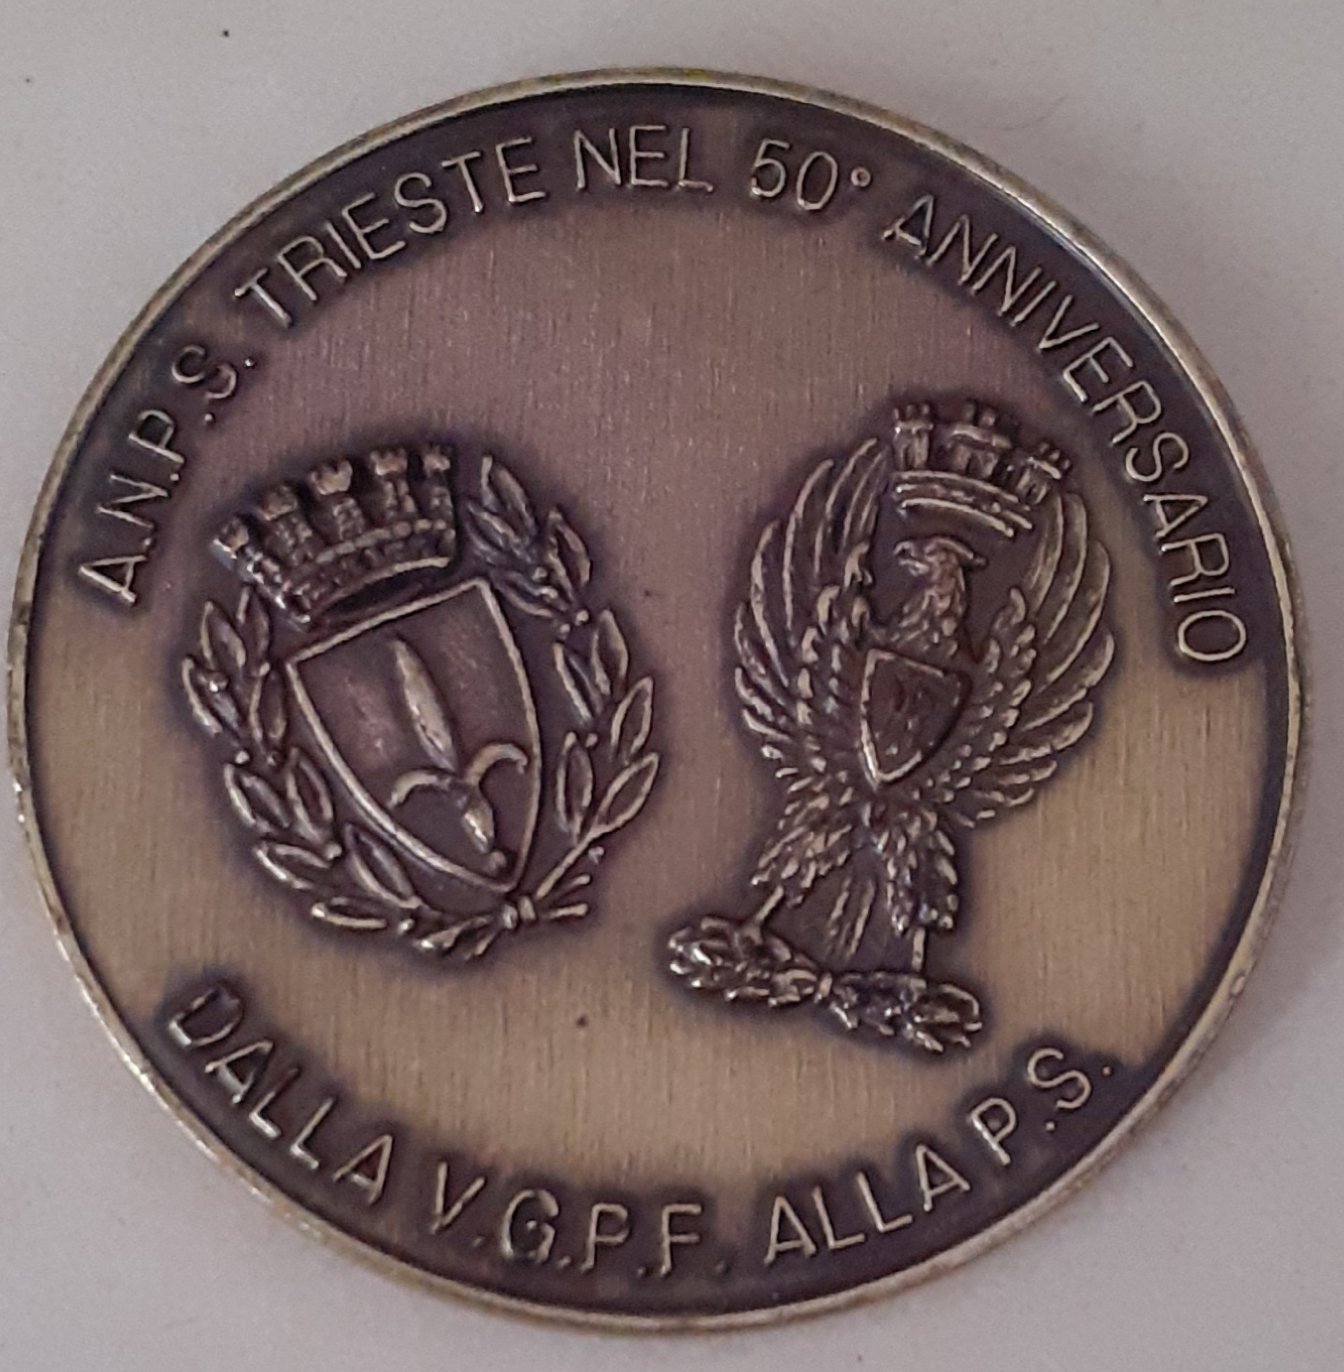 A.N.P.S. TRIESTE NEL 50° ANNIVERSARIO
DALLA V.G.P.F. ALLA P.S.